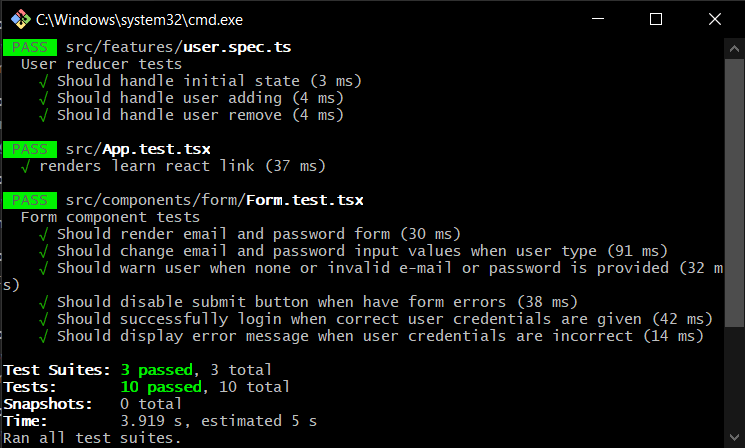 C:\Windows\system32\cmd.exe
PASS src/features/user.spec.ts
User reducer tests
√ Should handle initial state (3 ms)
√ Should handle user adding (4 ms)
√ Should handle user remove (4 ms)
PASS src/App.test.tsx
√ renders learn react link (37 ms)
PASS src/components/form/Form.test.tsx
Form component tests
√ Should render email and password form (30 ms)
√ Should change email and password input values when user type (91 ms)
√ Should warn user when none or invalid e-mail or password is provided (32 m
s)
√ Should disable submit button when have form errors (38 ms)
√ Should successfully login when correct user credentials are given (42 ms)
√ Should display error message when user credentials are incorrect (14 ms)
Test Suites: 3 passed, 3 total
Tests: 10 passed, 10 total
Snapshots: 0 total
Time: 3.919 s, estimated 5 s
Ran all test suites.